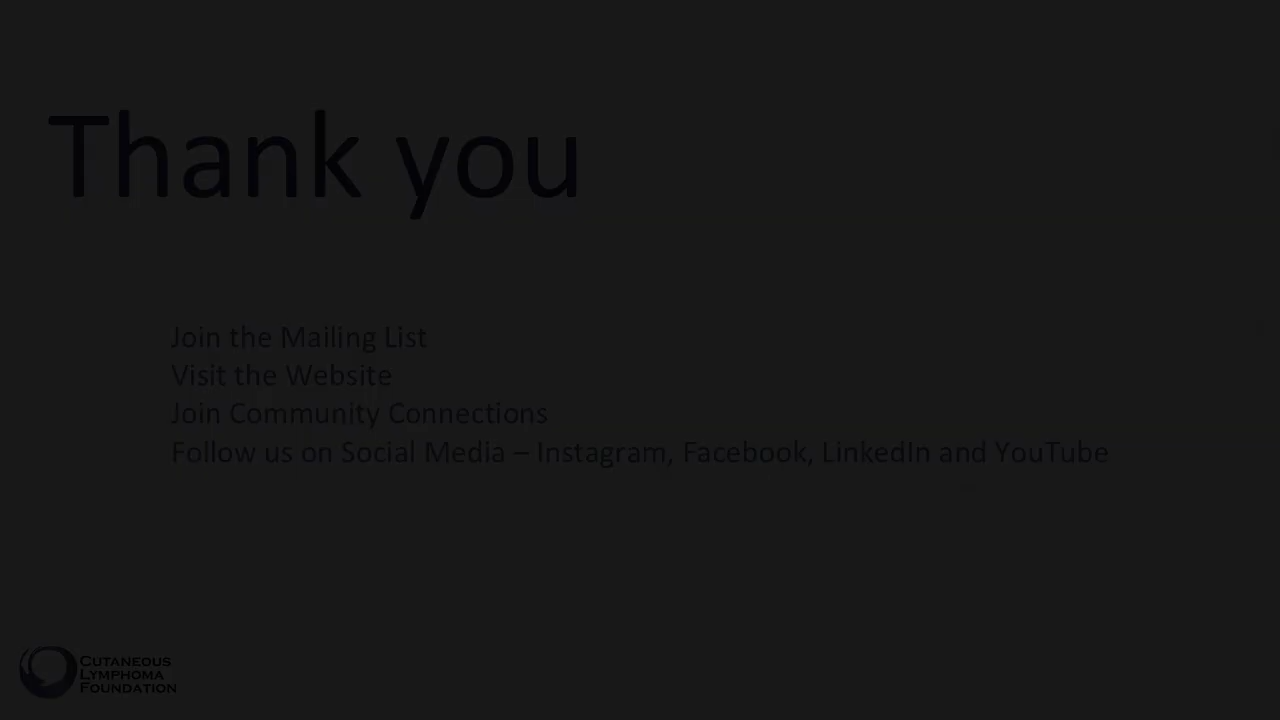 Thank you
Join the Mailing List
Visit the Website
Join Community Connections
Follow us on Social Media – Instagram, Facebook, LinkedIn and YouTube
CUTANEOUS
LYMPHOMA
FOUNDATION